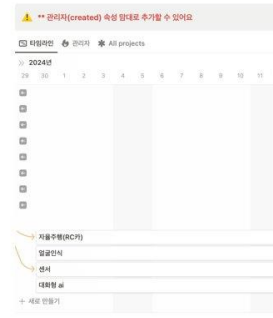 ** 관리자(created) 속성 맘대로 추가할 수 있어요
타임라인 관리자 All projects
2024년
29 30 1 2 3 4 5 6 7 8 9 10 11
자율주행(RC카)
얼굴인식
센서
대화형 ai
+ 새로 만들기